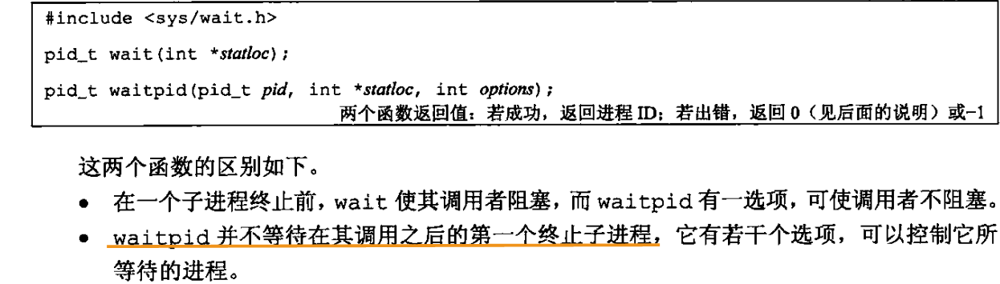 #include <sys/wait.h>
pid_t wait(int *statloc);
pid_t waitpid(pid_t pid, int *statloc, int options);
两个函数返回值：若成功，返回进程 ID；若出错，返回 0（见后面的说明）或-1
这两个函数的区别如下。
● 在一个子进程终止前，wait 使其调用者阻塞，而 waitpid 有一选项，可使调用者不阻塞。
● waitpid 并不等待在其调用之后的第一个终止子进程，它有若干个选项，可以控制它所
等待的进程。